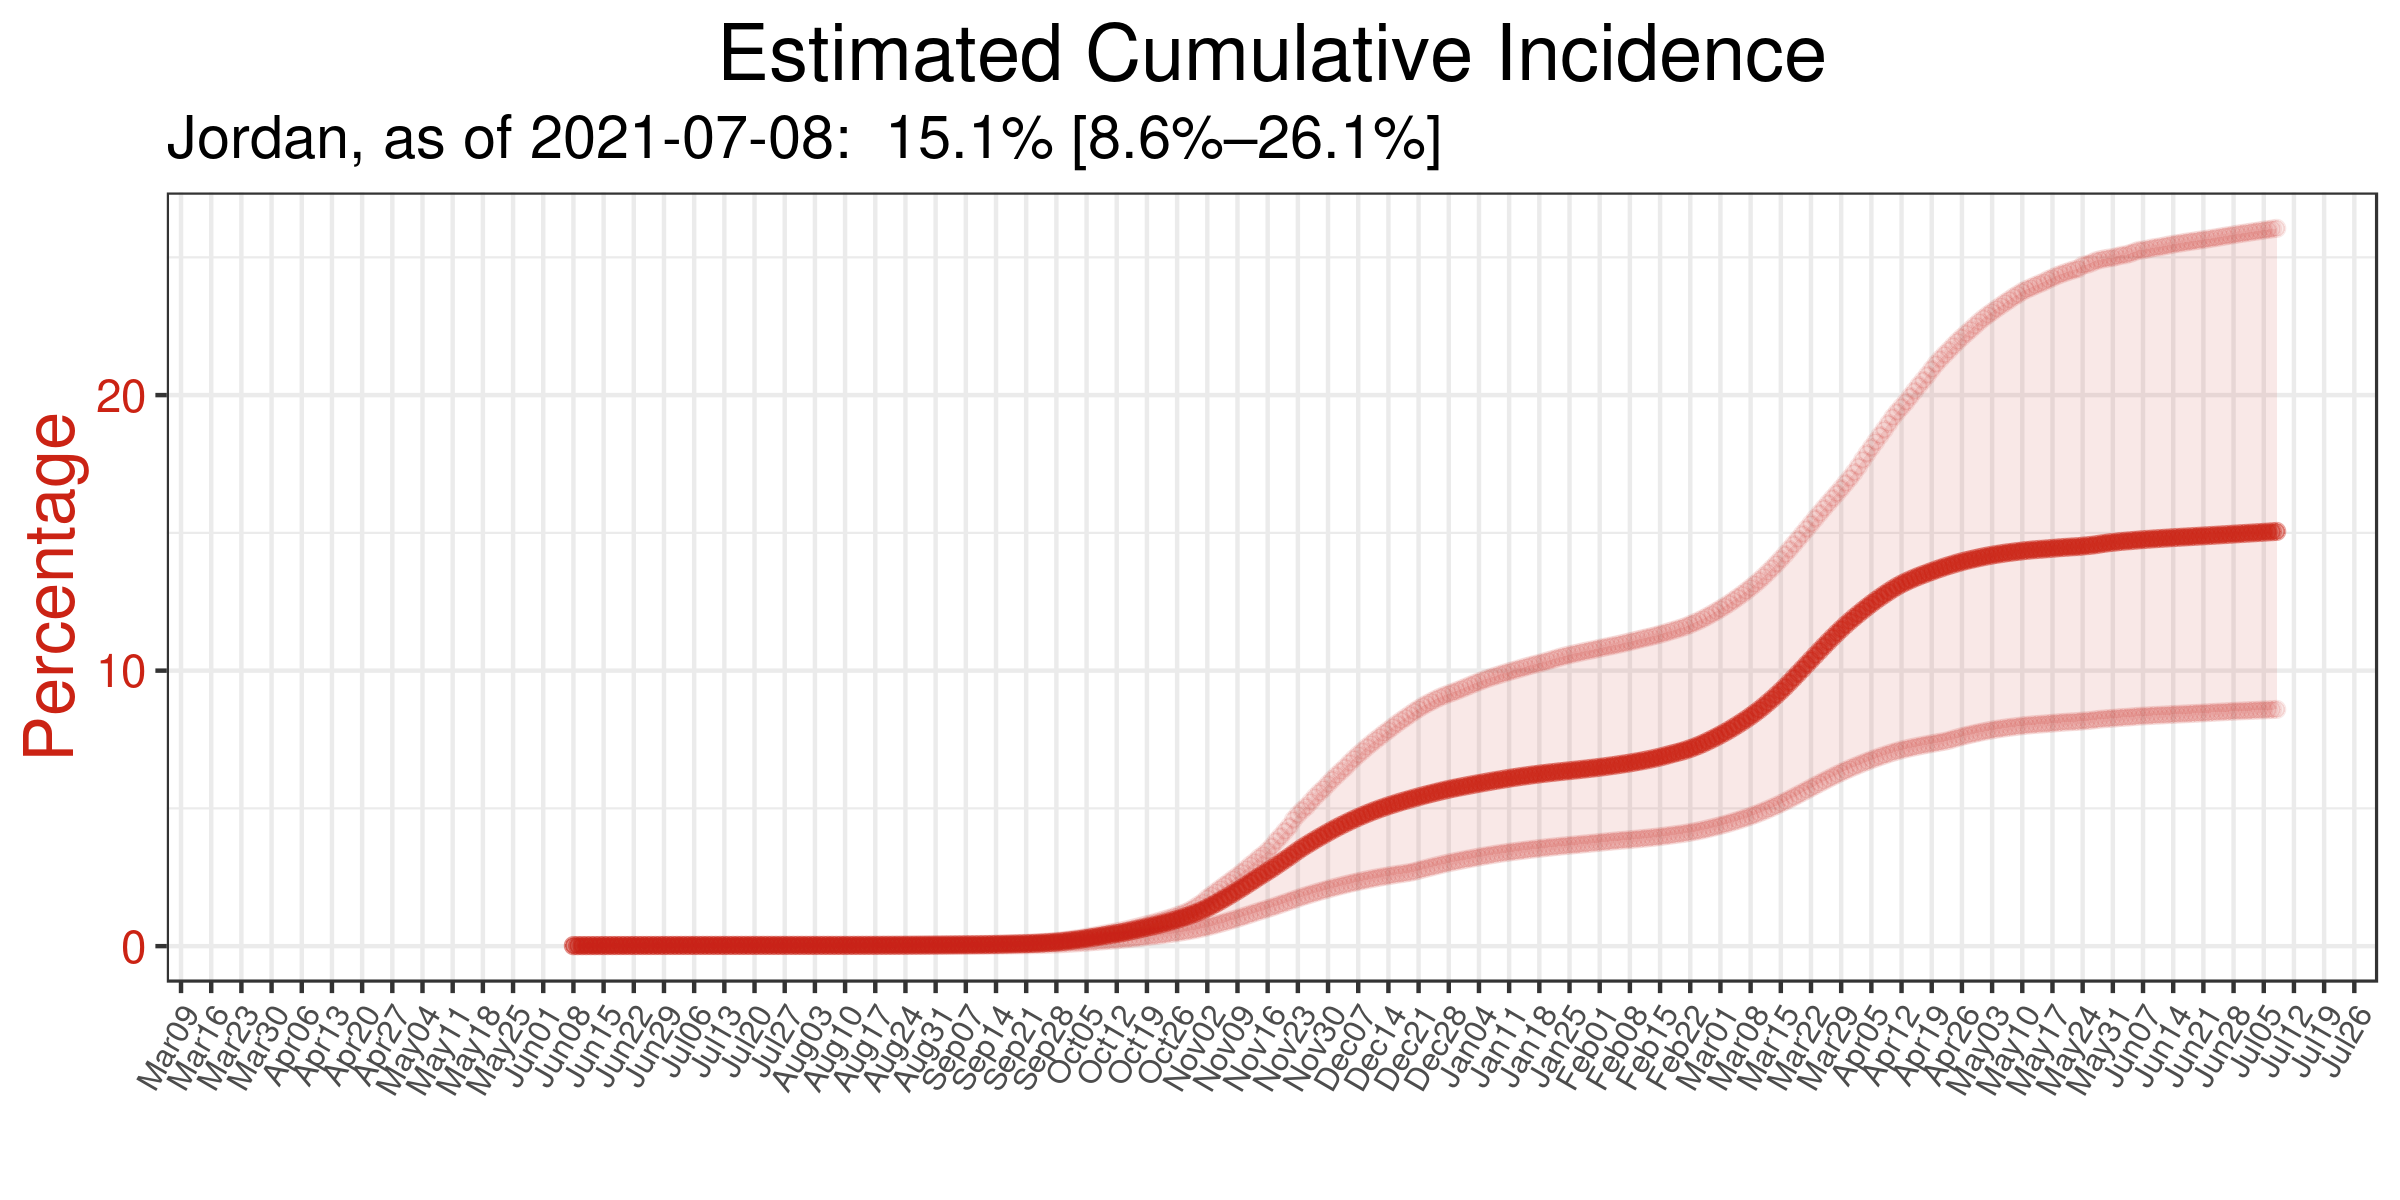 Estimated Cumulative Incidence
Jordan, as of 2021-07-08:  15.1% [8.6%–26.1%]
Percentage
20
10
0
Mar09
Mar16
Mar23
Mar30
Apr06
Apr13
Apr20
Apr27
May04
May11
May18
May25
Jun01
Jun08
Jun15
Jun22
Jun29
Jul06
Jul13
Jul20
Jul27
Aug03
Aug10
Aug17
Aug24
Aug31
Sep07
Sep14
Sep21
Sep28
Oct05
Oct12
Oct19
Oct26
Nov02
Nov09
Nov16
Nov23
Nov30
Dec07
Dec14
Dec21
Dec28
Jan04
Jan11
Jan18
Jan25
Feb01
Feb08
Feb15
Feb22
Mar01
Mar08
Mar15
Mar22
Mar29
Apr05
Apr12
Apr19
Apr26
May03
May10
May17
May24
May31
Jun07
Jun14
Jun21
Jun28
Jul05
Jul12
Jul19
Jul26